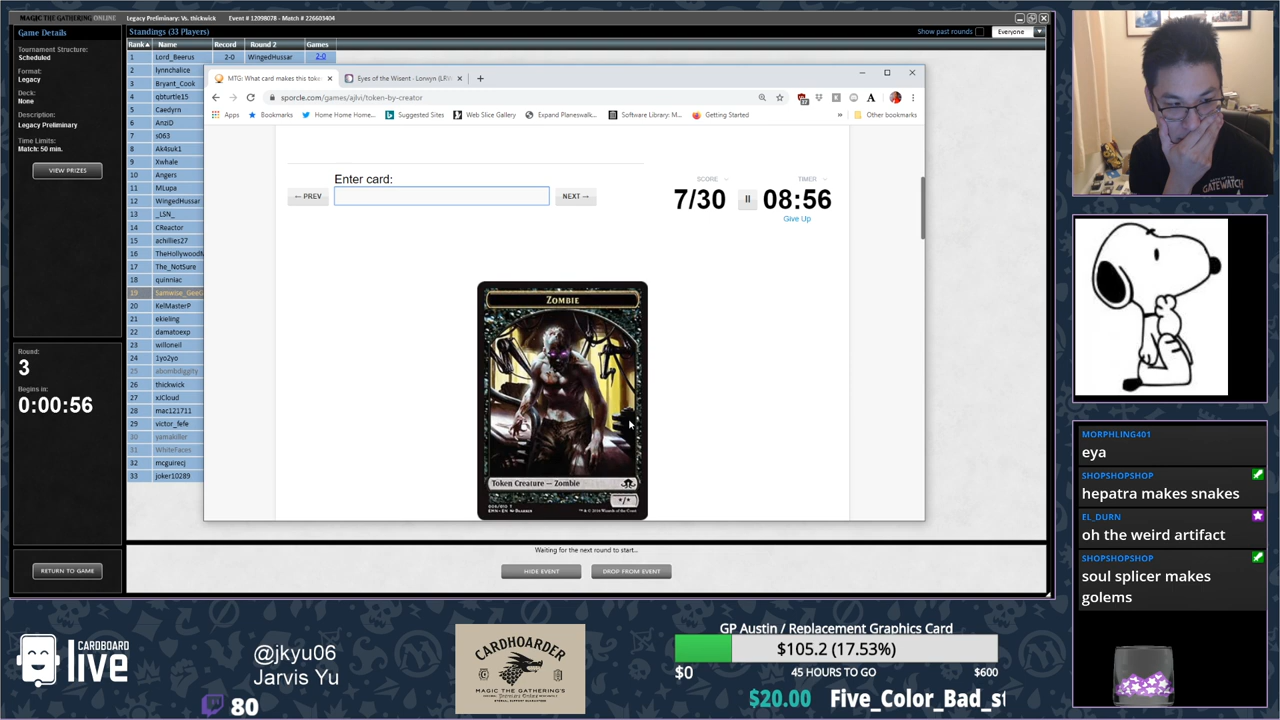 MAGIC THE GATHERING ONLINE
Legacy Preliminary: Vs. thickwick
Event # 12098078 - Match # 226603404
Game Details
Tournament Structure:
Scheduled
Format:
Legacy
Deck:
None
Description:
Legacy Preliminary
Time Limits:
Match: 50 min.
VIEW PRIZES
Round:
3
Begins in:
0:00:56
RETURN TO GAME
Standings (33 Players)
Show past rounds
Everyone
Rank Name Record Round 2 Games
1 Lord_Beerus 2-0 WingedHussar 2-0
2 lynnchalice
3 Bryant_Cook
4 qbturtle15
5 Caedyrn
6 AnziD
7 s063
8 Ak4suk1
9 Xwhale
10 Angers
11 MLupa
12 WingedHussar
13 _LSN_
14 CReactor
15 achillies27
16
17 The_NotSure
18 quinniac
19
20 KelMasterP
21 ekieling
22 damatoexp
23 willoneil
24 1yo2yo
25 abombdiggity
26 thickwick
27 xJCloud
28 mac121711
29 victor_fefe
30 yamakiller
31 WhiteFaces
32 mcguirecj
33 joker10289
MTG: What card makes this toke
Eyes of the Wisent · Lorwyn (LRW
sporcle.com/games/ajlvi/token-by-creator
Apps
Bookmarks
Home Home Home...
Suggested Sites
Web Slice Gallery
Expand Planeswalk...
Software Library: M...
Getting Started
Other bookmarks
Enter card:
← PREV
NEXT →
SCORE
7/30
TIMER
08:56
Give Up
ZOMBIE
Token Creature — Zombie
*/*
Waiting for the next round to start...
HIDE EVENT
DROP FROM EVENT
GATEWATCH
MORPHLING401
eya
SHOPSHOPSHOP
hepatra makes snakes
EL_DURN
oh the weird artifact
SHOPSHOPSHOP
soul splicer makes
golems
CARDBOARD
live
@jkyu06
Jarvis Yu
80
CARDHOARDER
MAGIC THE GATHERING'S
GP Austin / Replacement Graphics Card
$105.2 (17.53%)
$0
45 HOURS TO GO
$600
$20.00
Five_Color_Bad_st